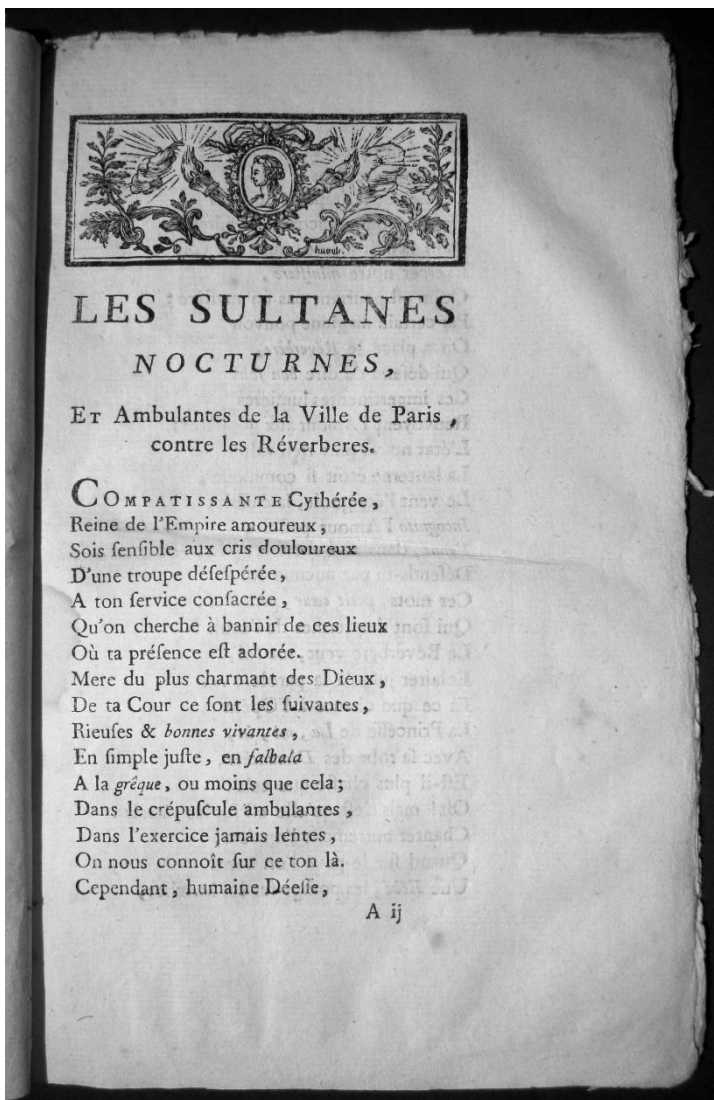 huault.
LES SULTANES
NOCTURNES,
ET Ambulantes de la Ville de Paris,
contre les Réverberes.
COMPATISSANTE Cythérée,
Reine de l'Empire amoureux;
Sois ſenſible aux cris douloureux
D'une troupe déſeſpérée,
A ton ſervice conſacrée,
Qu'on cherche à bannir de ces lieux
Où ta préſence eſt adorée.
Mere du plus charmant des Dieux,
De ta Cour ce ſont les ſuivantes,
Rieuſes & bonnes vivantes,
En ſimple juſte, en falbala
A la grêque, ou moins que cela;
Dans le crépuſcule ambulantes,
Dans l'exercice jamais lentes,
On nous connoît ſur ce ton là.
Cependant, humaine Déeſſe,
A ij